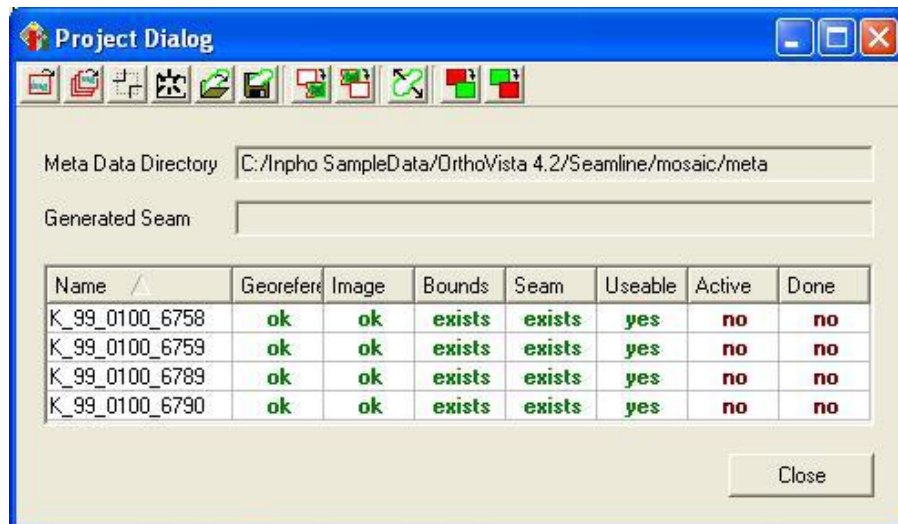 Project Dialog
Meta Data Directory C:/Inpho SampleData/OrthoVista 4.2/Seamline/mosaic/meta
Generated Seam
Name Georefere Image Bounds Seam Useable Active Done
K_99_0100_6758 ok ok exists exists yes no no
K_99_0100_6759 ok ok exists exists yes no no
K_99_0100_6789 ok ok exists exists yes no no
K_99_0100_6790 ok ok exists exists yes no no
Close